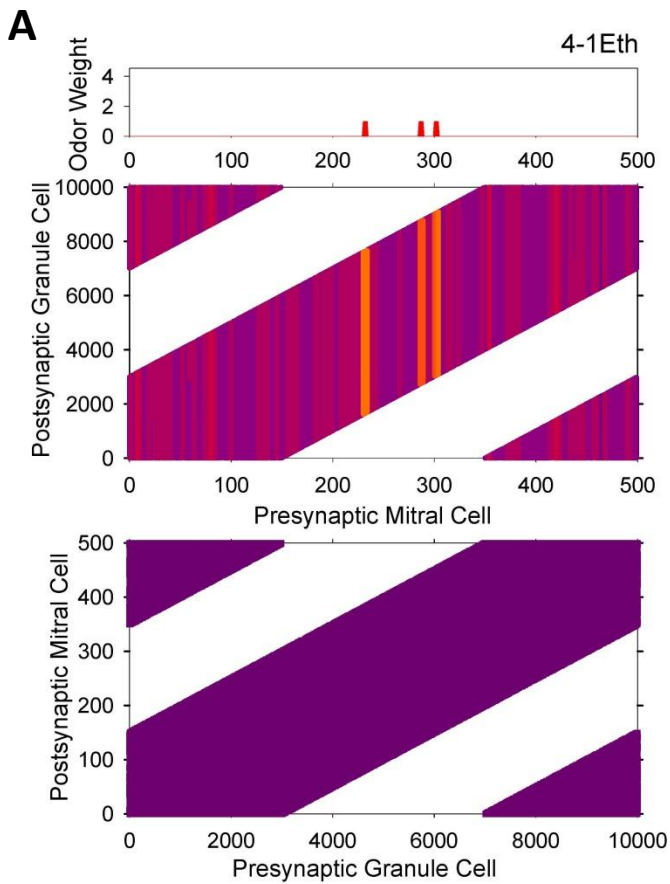 A
4-1Eth
Odor Weight
4
2
0
0 100 200 300 400 500
Postsynaptic Granule Cell
10000
8000
6000
4000
2000
0
0 100 200 300 400 500
Presynaptic Mitral Cell
Postsynaptic Mitral Cell
500
400
300
200
100
0
0 2000 4000 6000 8000 10000
Presynaptic Granule Cell